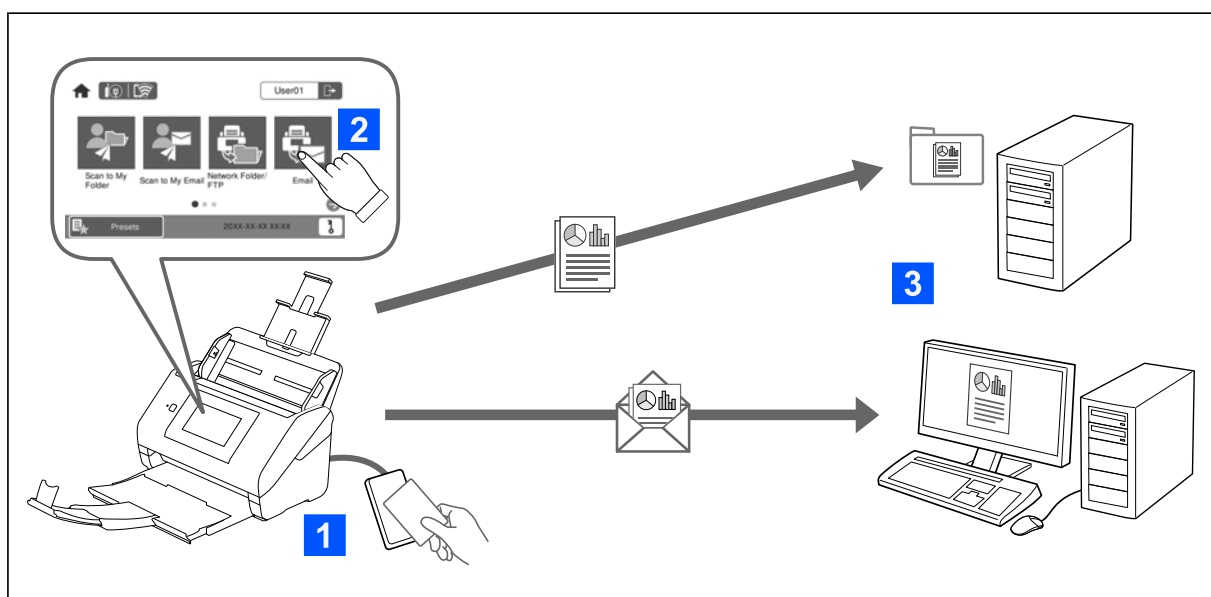 User01
2
Scan to My
Folder
Scan to My Email
Network Folder/
FTP
Email
Presets
20XX-XX-XX XX:XX
3
1